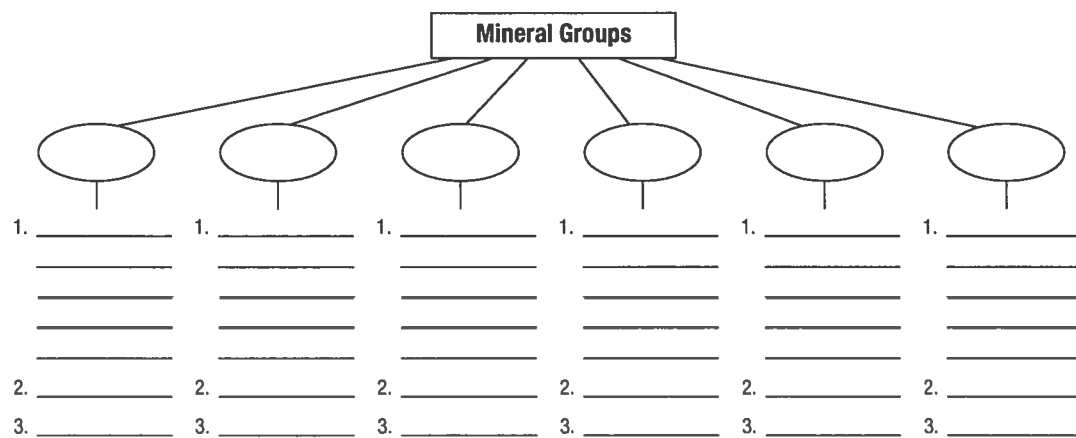 Mineral Groups
1. 1. 1. 1. 1. 1.
2. 2. 2. 2. 2. 2.
3. 3. 3. 3. 3. 3.